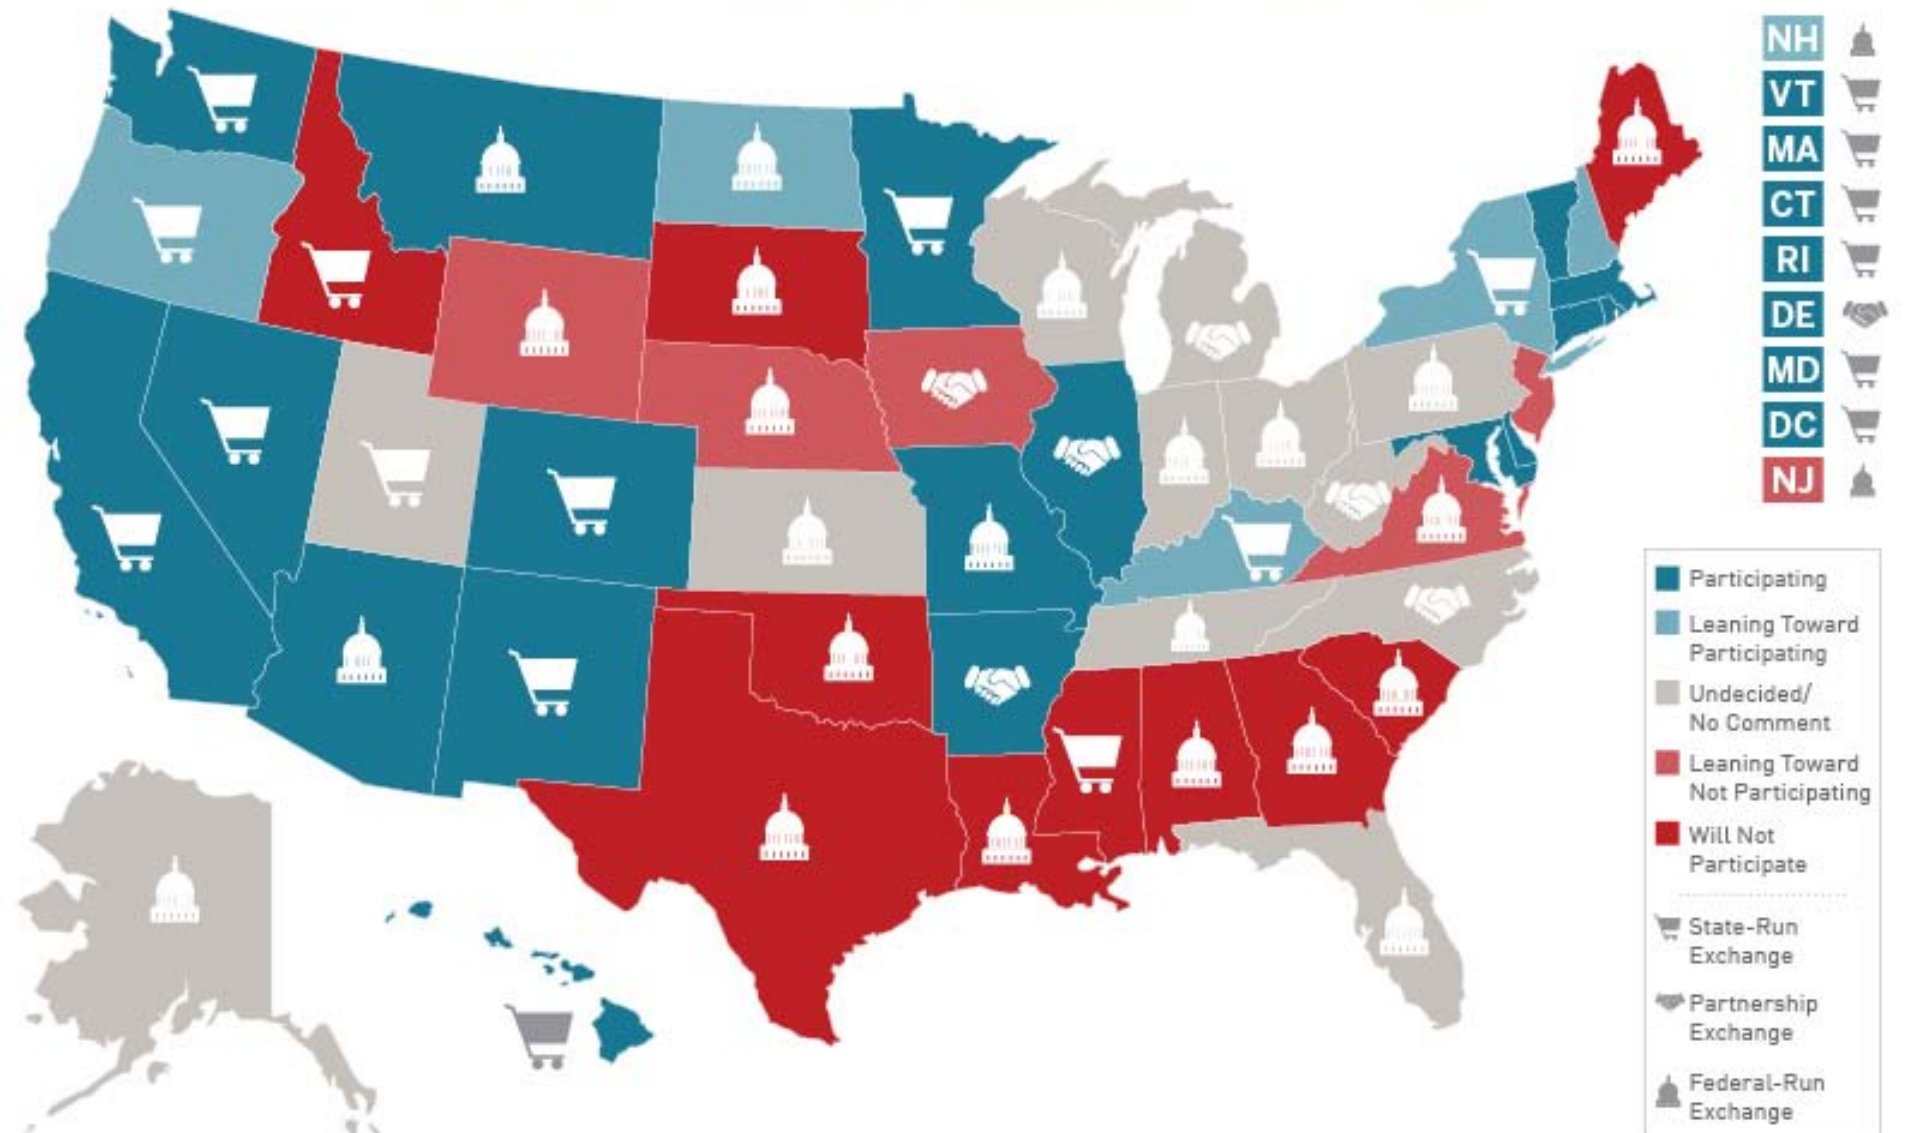 NH
VT
MA
CT
RI
DE
MD
DC
NJ
Participating
Leaning Toward
Participating
Undecided/
No Comment
Leaning Toward
Not Participating
Will Not
Participate
State-Run
Exchange
Partnership
Exchange
Federal-Run
Exchange